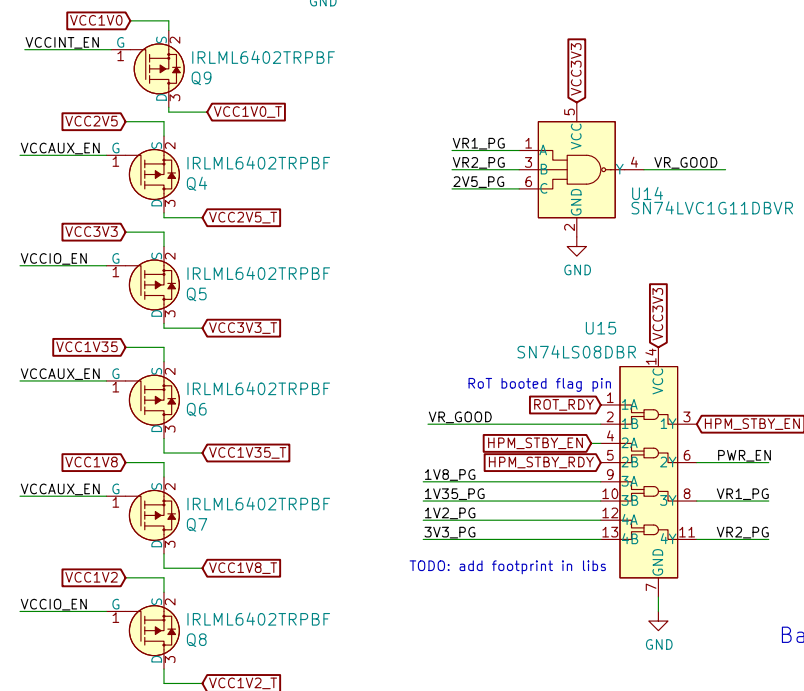 GND
VCC1V0
VCCINT_EN
G
1
S
2
IRLML6402TRPBF
Q9
D
3
VCC1V0_T
VCC2V5
VCCAUX_EN
G
1
S
2
IRLML6402TRPBF
Q4
D
3
VCC2V5_T
VCC3V3
VCCIO_EN
G
1
S
2
IRLML6402TRPBF
Q5
D
3
VCC3V3_T
VCC1V35
VCCAUX_EN
G
1
S
2
IRLML6402TRPBF
Q6
D
3
VCC1V35_T
VCC1V8
VCCAUX_EN
G
1
S
2
IRLML6402TRPBF
Q7
D
3
VCC1V8_T
VCC1V2
VCCIO_EN
G
1
S
2
IRLML6402TRPBF
Q8
D
3
VCC1V2_T
VCC3V3
5
VCC
VR1_PG 1 A
VR2_PG 3 B
2V5_PG 6 C
Y 4 VR_GOOD
GND
2
U14
SN74LVC1G11DBVR
GND
VCC3V3
U15
SN74LS08DBR
14
VCC
RoT booted flag pin
ROT_RDY 1 1A
VR_GOOD 2 1B
1Y 3 HPM_STBY_EN
HPM_STBY_EN 4 2A
HPM_STBY_RDY 5 2B
2Y 6 PWR_EN
1V8_PG 9 3A
1V35_PG 10 3B
3Y 8 VR1_PG
1V2_PG 12 4A
3V3_PG 13 4B
4Y 11 VR2_PG
TODO: add footprint in libs
GND
7
GND
Ba